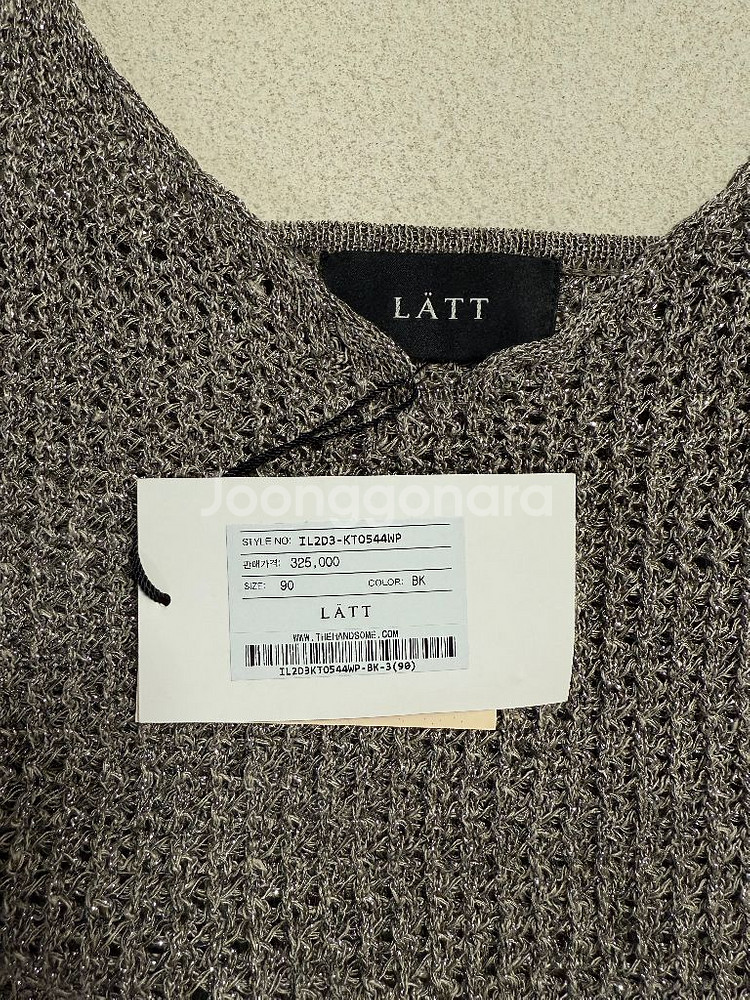 LÄTT
Joonggonara
STYLE NO: IL2D3-KTO544WP
판매가격: 325,000
SIZE: 90 COLOR: BK
LÄTT
WWW.THEHANDSOME.COM
IL2D3KTO544WP-BK-3(90)